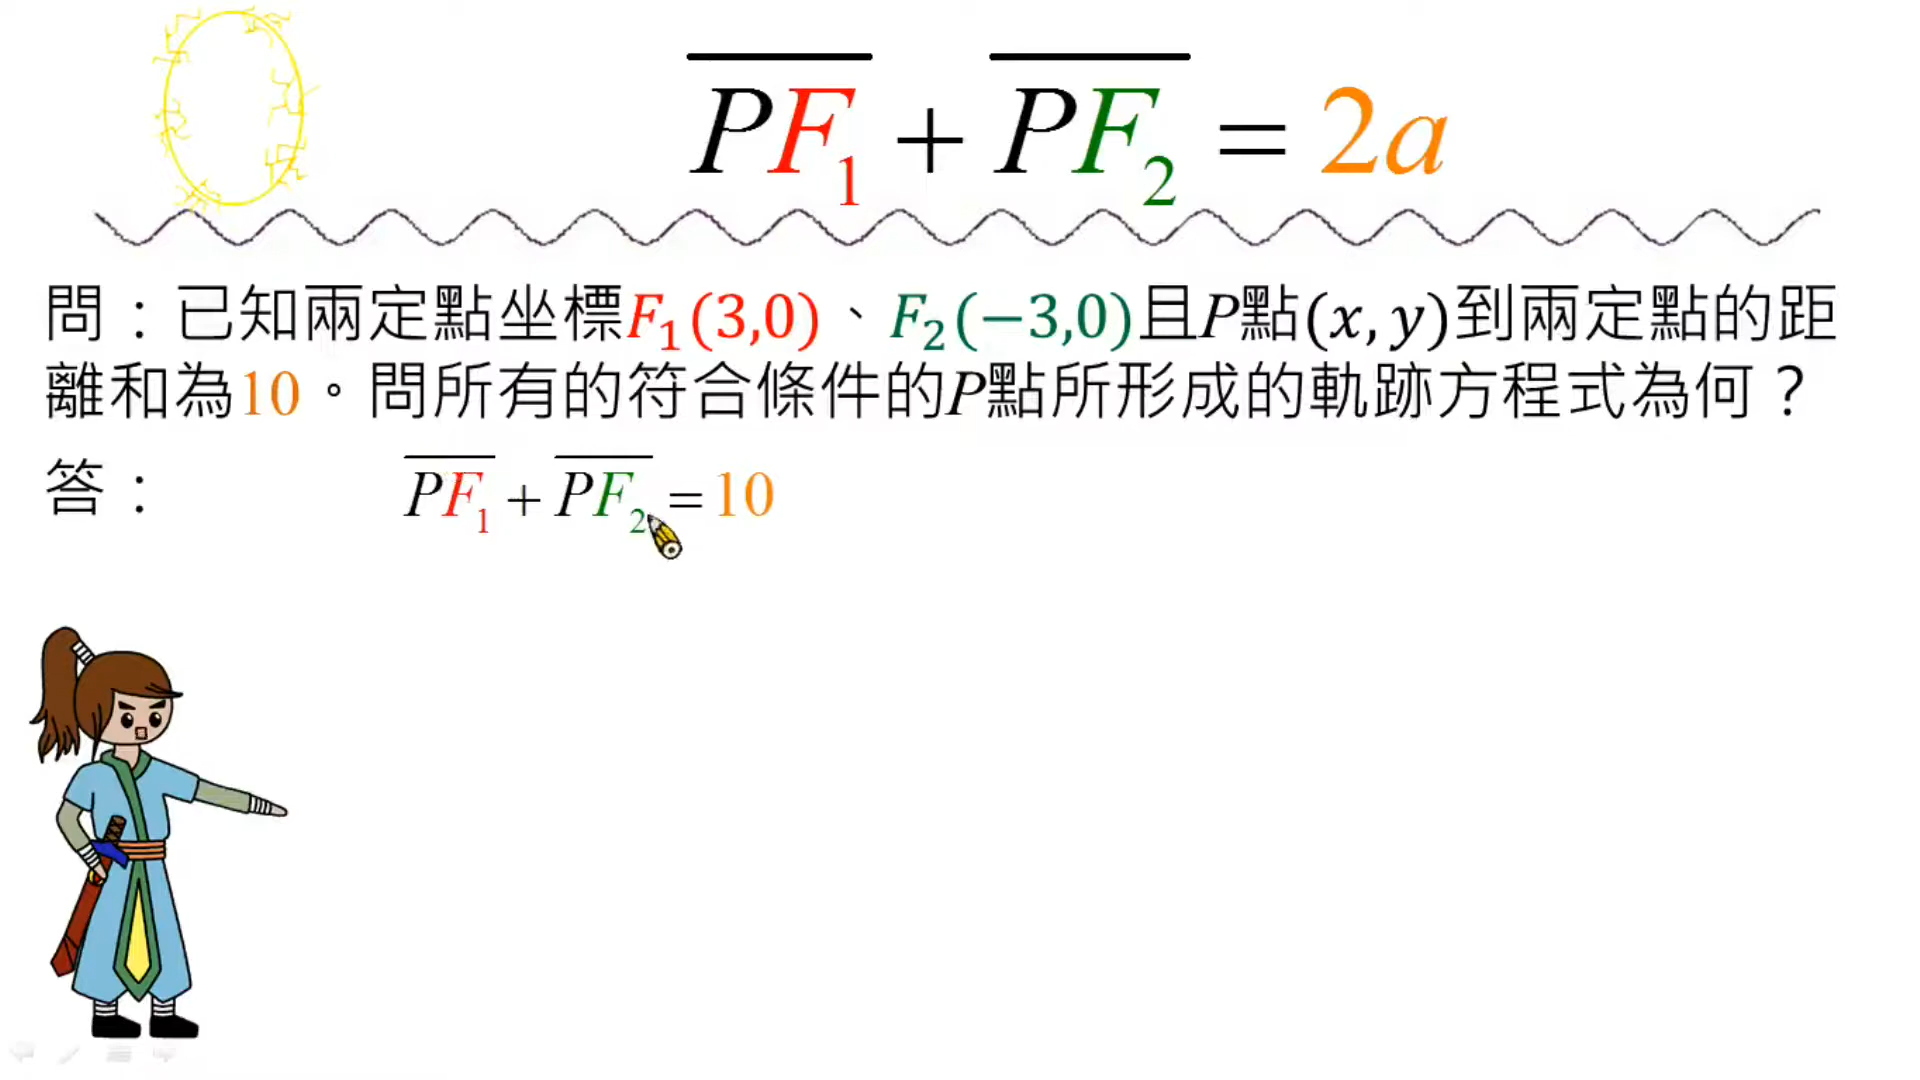 PF₁ + PF₂ = 2a
問：已知兩定點坐標F₁(3,0)、F₂(−3,0)且P點(x,y)到兩定點的距
離和為10。問所有的符合條件的P點所形成的軌跡方程式為何？
答： PF₁ + PF₂ = 10